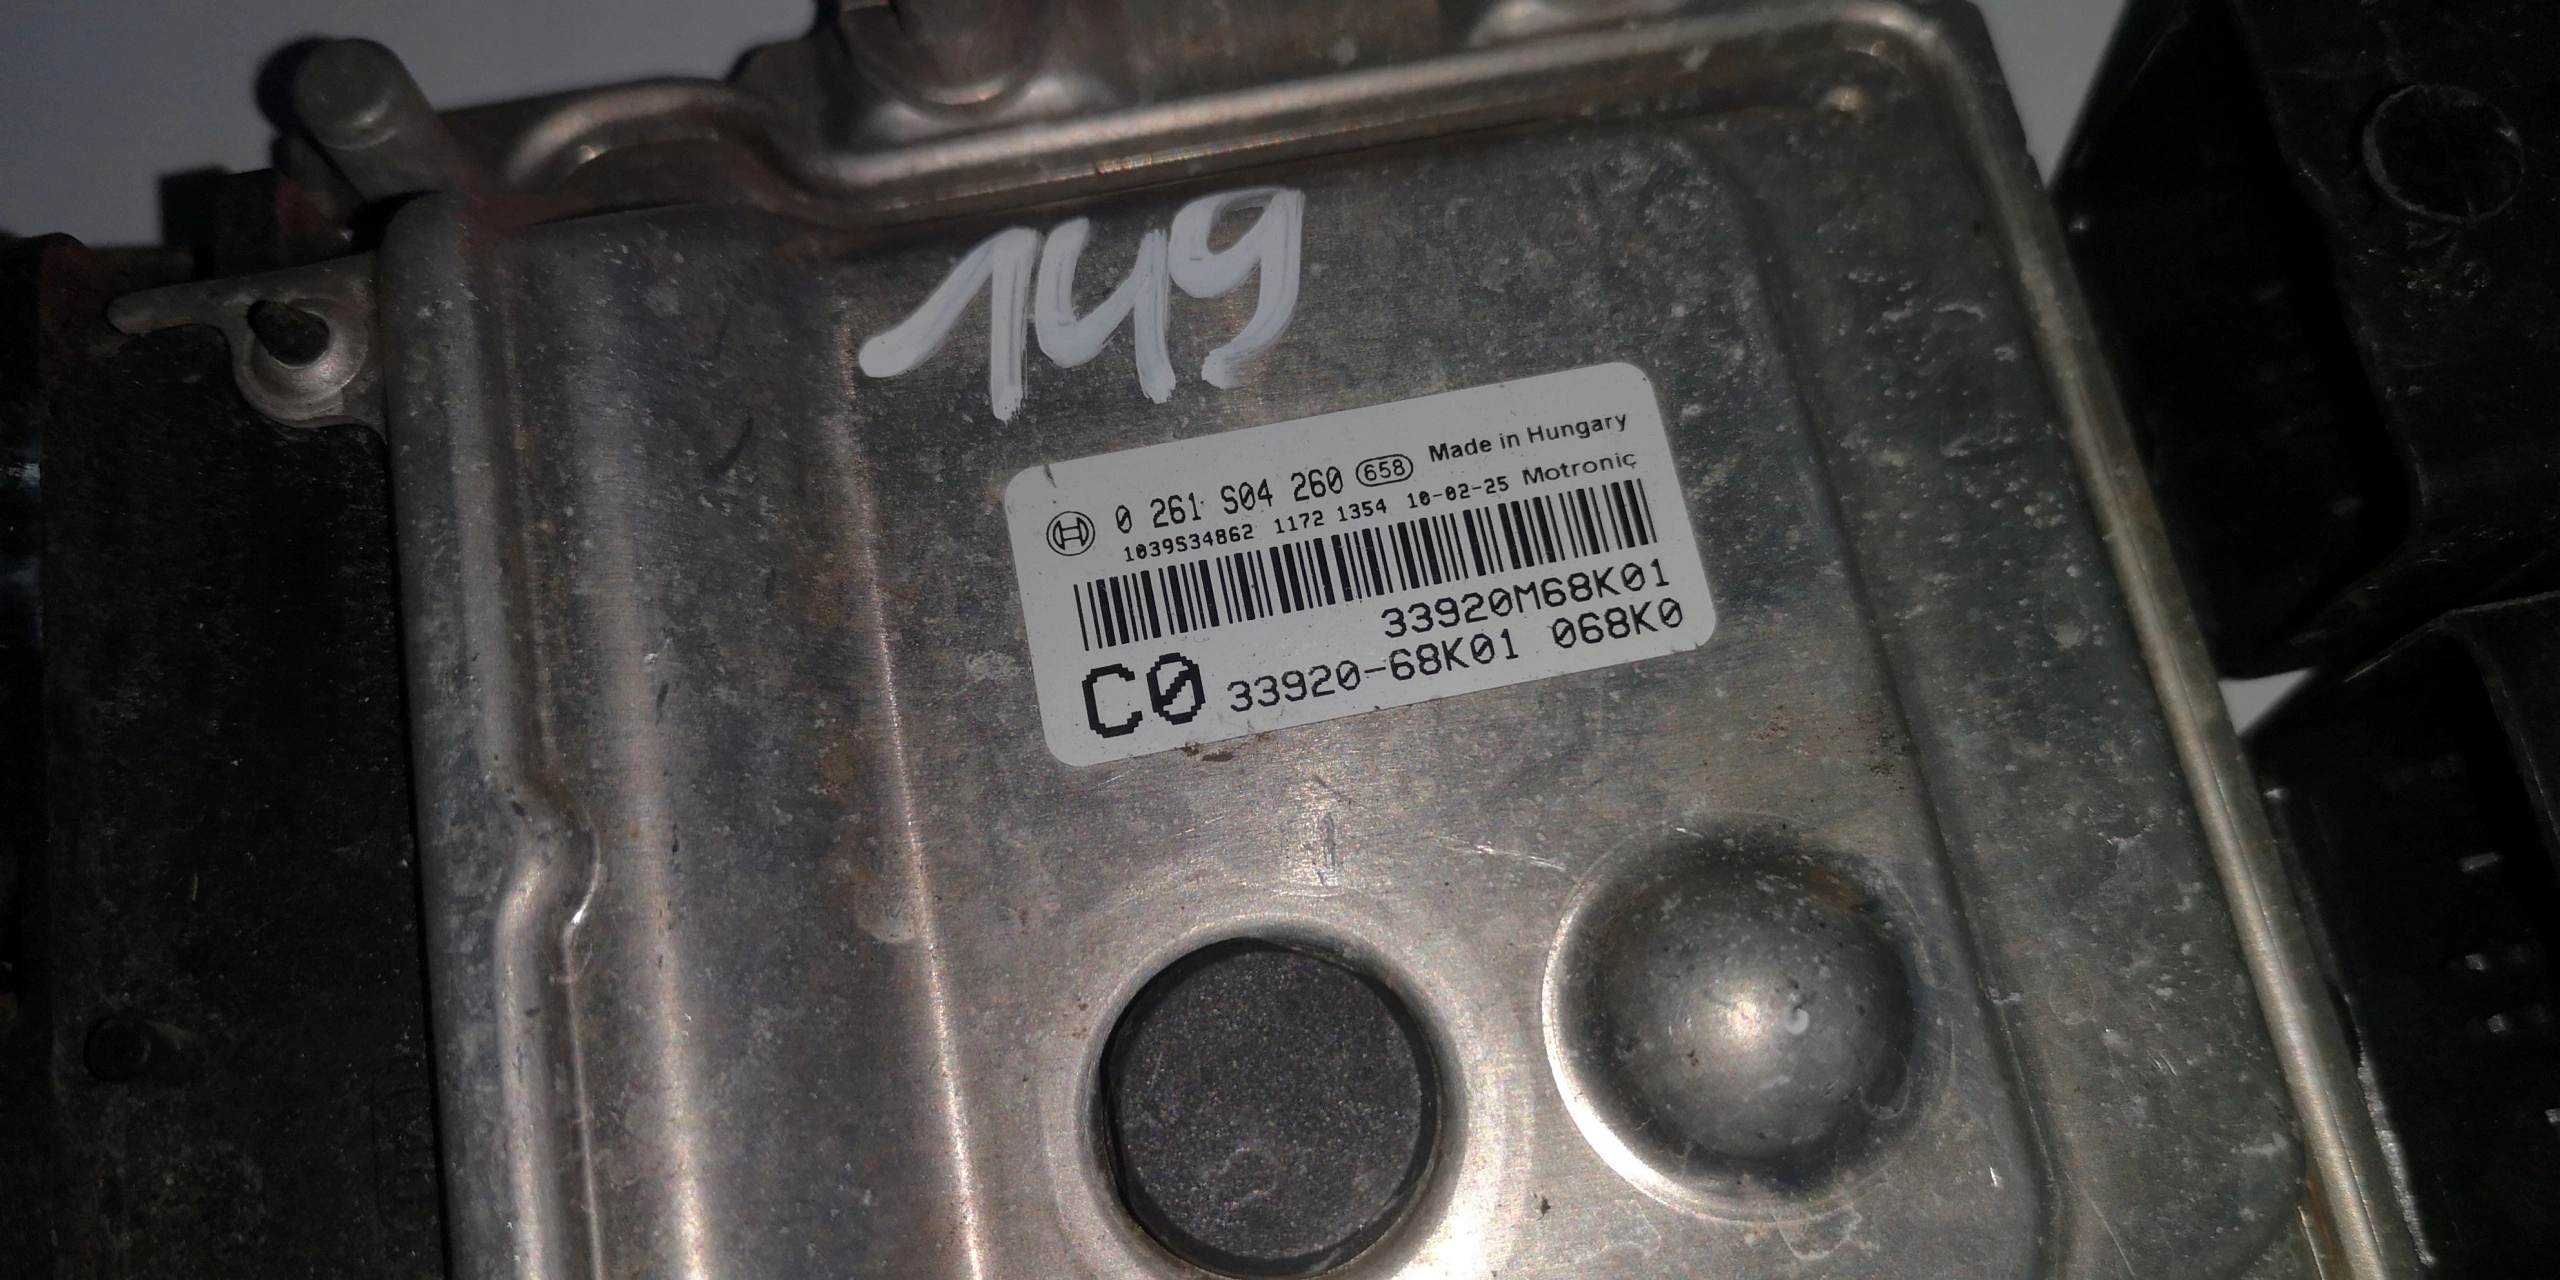 149
0 261 S04 260 658 Made in Hungary
1039S34862 1172 1354 10-02-25 Motronic
33920M68K01
C0 33920-68K01 068K0